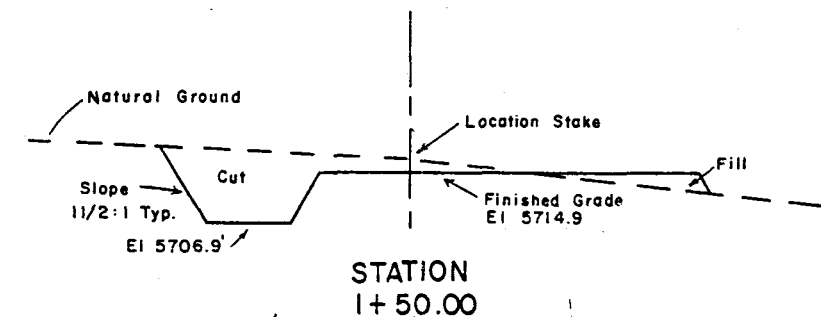 Natural Ground
Location Stake
Cut
Fill
Slope
11/2:1 Typ.
Finished Grade
El 5714.9
El 5706.9'
STATION
1+50.00